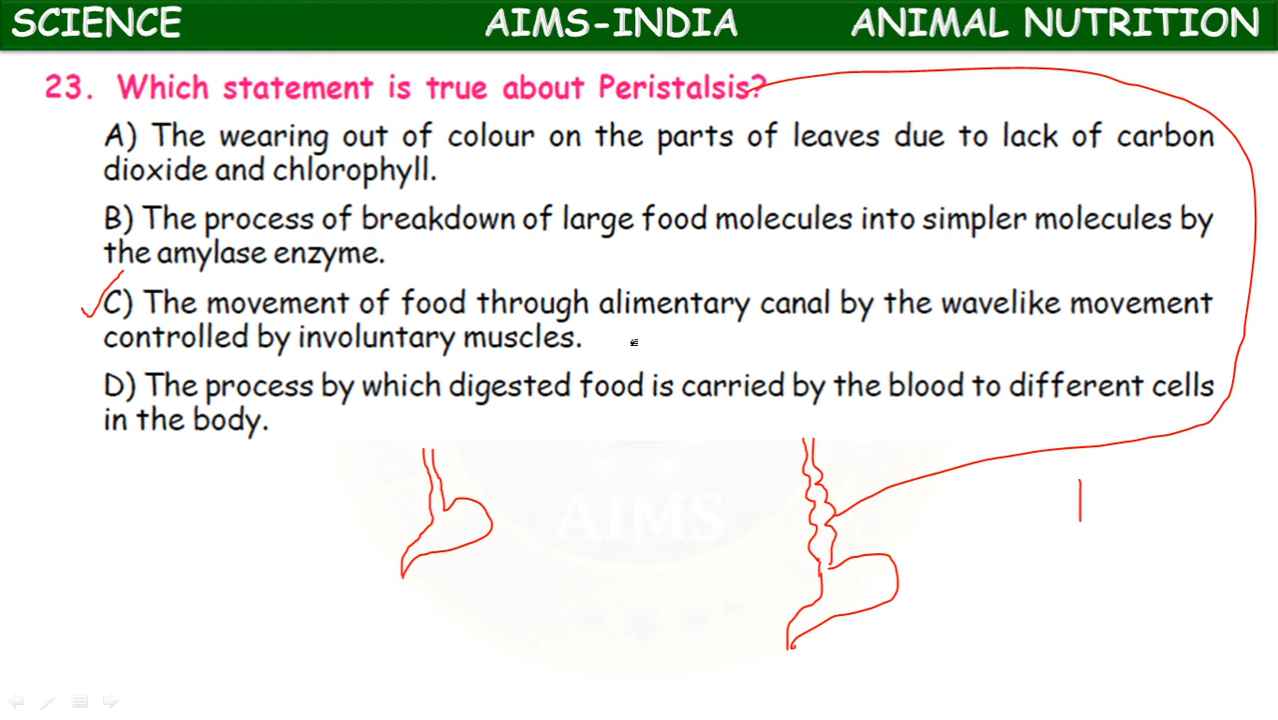 SCIENCE AIMS-INDIA ANIMAL NUTRITION
23. Which statement is true about Peristalsis?
A) The wearing out of colour on the parts of leaves due to lack of carbon
dioxide and chlorophyll.
B) The process of breakdown of large food molecules into simpler molecules by
the amylase enzyme.
C) The movement of food through alimentary canal by the wavelike movement
controlled by involuntary muscles.
D) The process by which digested food is carried by the blood to different cells
in the body.
AIMS